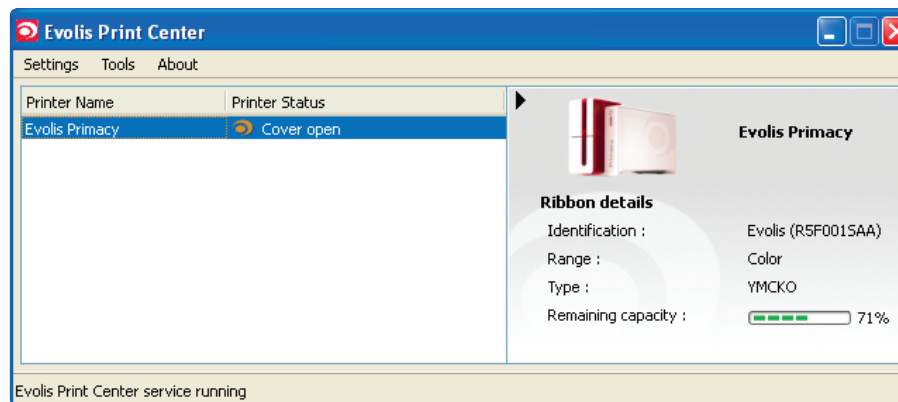 Evolis Print Center
Settings Tools About
Printer Name Printer Status
Evolis Primacy Cover open
Evolis Primacy
Ribbon details
Identification : Evolis (R5F001SAA)
Range : Color
Type : YMCKO
Remaining capacity : 71%
Evolis Print Center service running